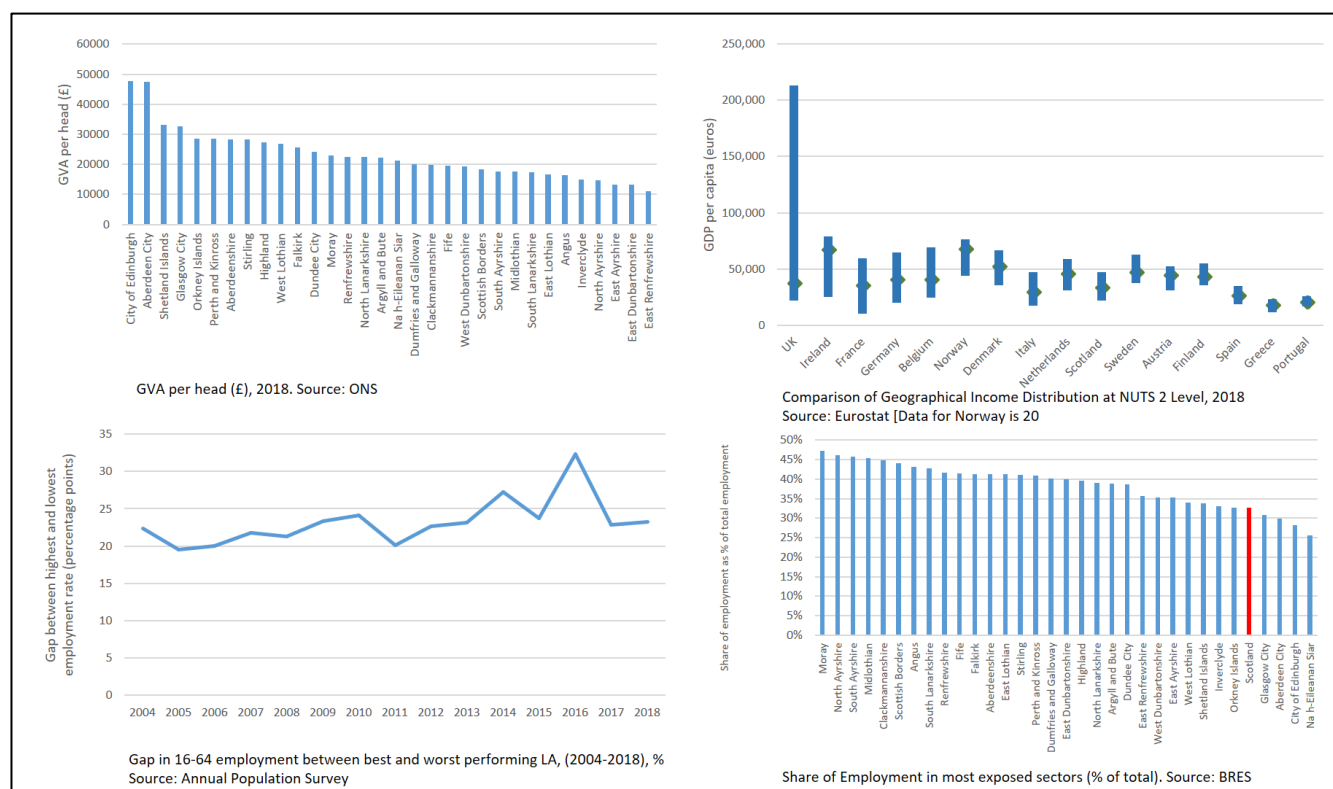 60000
50000
40000
30000
20000
10000
0
GVA per head (£)
City of Edinburgh
Aberdeen City
Shetland Islands
Glasgow City
Orkney Islands
Perth and Kinross
Aberdeenshire
Stirling
Highland
West Lothian
Falkirk
Dundee City
Moray
Renfrewshire
North Lanarkshire
Argyll and Bute
Na h-Eileanan Siar
Dumfries and Galloway
Clackmannanshire
Fife
West Dunbartonshire
Scottish Borders
South Ayrshire
Midlothian
South Lanarkshire
East Lothian
Angus
Inverclyde
North Ayrshire
East Ayrshire
East Dunbartonshire
East Renfrewshire
GVA per head (£), 2018. Source: ONS
250,000
200,000
150,000
100,000
50,000
0
GDP per capita (euros)
UK
Ireland
France
Germany
Belgium
Norway
Denmark
Italy
Netherlands
Scotland
Sweden
Austria
Finland
Spain
Greece
Portugal
Comparison of Geographical Income Distribution at NUTS 2 Level, 2018
Source: Eurostat [Data for Norway is 20
35
30
25
20
15
10
5
0
Gap between highest and lowest
employment rate (percentage points)
2004
2005
2006
2007
2008
2009
2010
2011
2012
2013
2014
2015
2016
2017
2018
Gap in 16-64 employment between best and worst performing LA, (2004-2018), %
Source: Annual Population Survey
50%
45%
40%
35%
30%
25%
20%
15%
10%
5%
0%
Share of employment as % of total employment
Moray
North Ayrshire
South Ayrshire
Midlothian
Clackmannanshire
Scottish Borders
Angus
South Lanarkshire
Renfrewshire
Fife
Falkirk
Aberdeenshire
East Lothian
Stirling
Perth and Kinross
Dumfries and Galloway
East Dunbartonshire
Highland
North Lanarkshire
Argyll and Bute
Dundee City
East Renfrewshire
West Dunbartonshire
East Ayrshire
West Lothian
Shetland Islands
Inverclyde
Orkney Islands
Scotland
Glasgow City
Aberdeen City
City of Edinburgh
Na h-Eileanan Siar
Share of Employment in most exposed sectors (% of total). Source: BRES